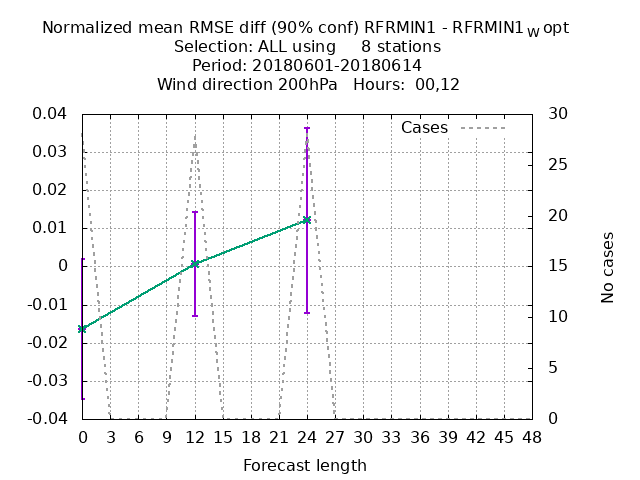 Normalized mean RMSE diff (90% conf) RFRMIN1 - RFRMIN1Wopt
Selection: ALL using 8 stations
Period: 20180601-20180614
Wind direction 200hPa Hours: 00,12
Cases
0.04
0.03
0.02
0.01
0
-0.01
-0.02
-0.03
-0.04
30
25
20
15
10
5
0
No cases
0 3 6 9 12 15 18 21 24 27 30 33 36 39 42 45 48
Forecast length